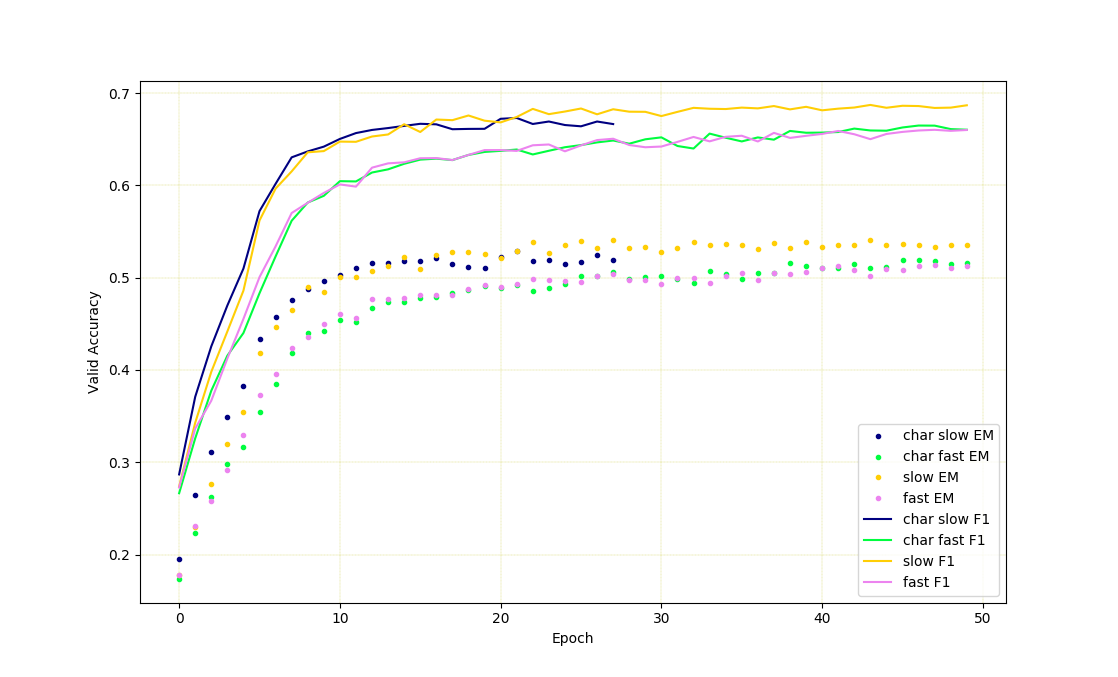 0.7
0.6
0.5
0.4
0.3
0.2
Valid Accuracy
0 10 20 30 40 50
Epoch
char slow EM
char fast EM
slow EM
fast EM
char slow F1
char fast F1
slow F1
fast F1